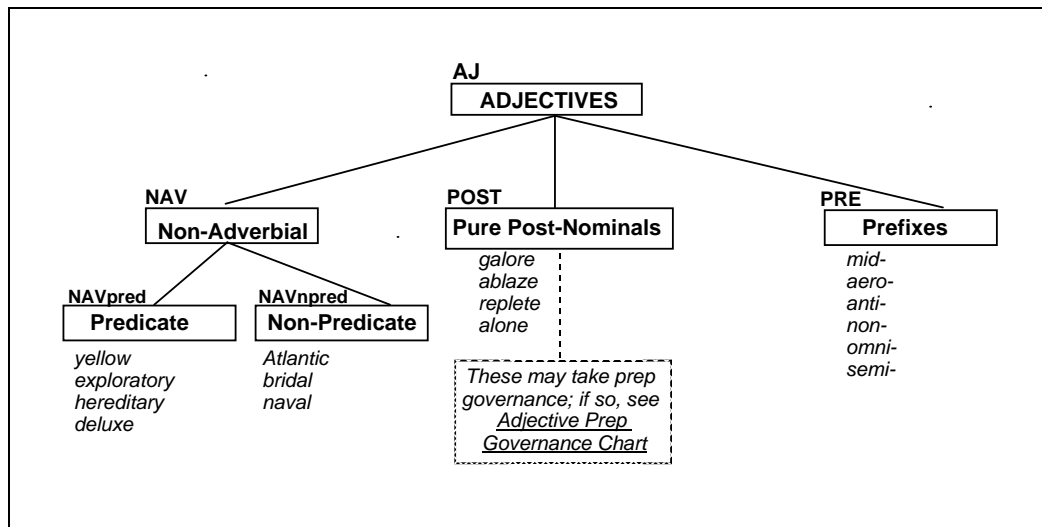 AJ
ADJECTIVES
NAV
Non-Adverbial
POST
Pure Post-Nominals
PRE
Prefixes
galore
ablaze
replete
alone
mid-
aero-
anti-
non-
omni-
semi-
NAVpred
Predicate
NAVnpred
Non-Predicate
yellow
exploratory
hereditary
deluxe
Atlantic
bridal
naval
These may take prep
governance; if so, see
Adjective Prep
Governance Chart